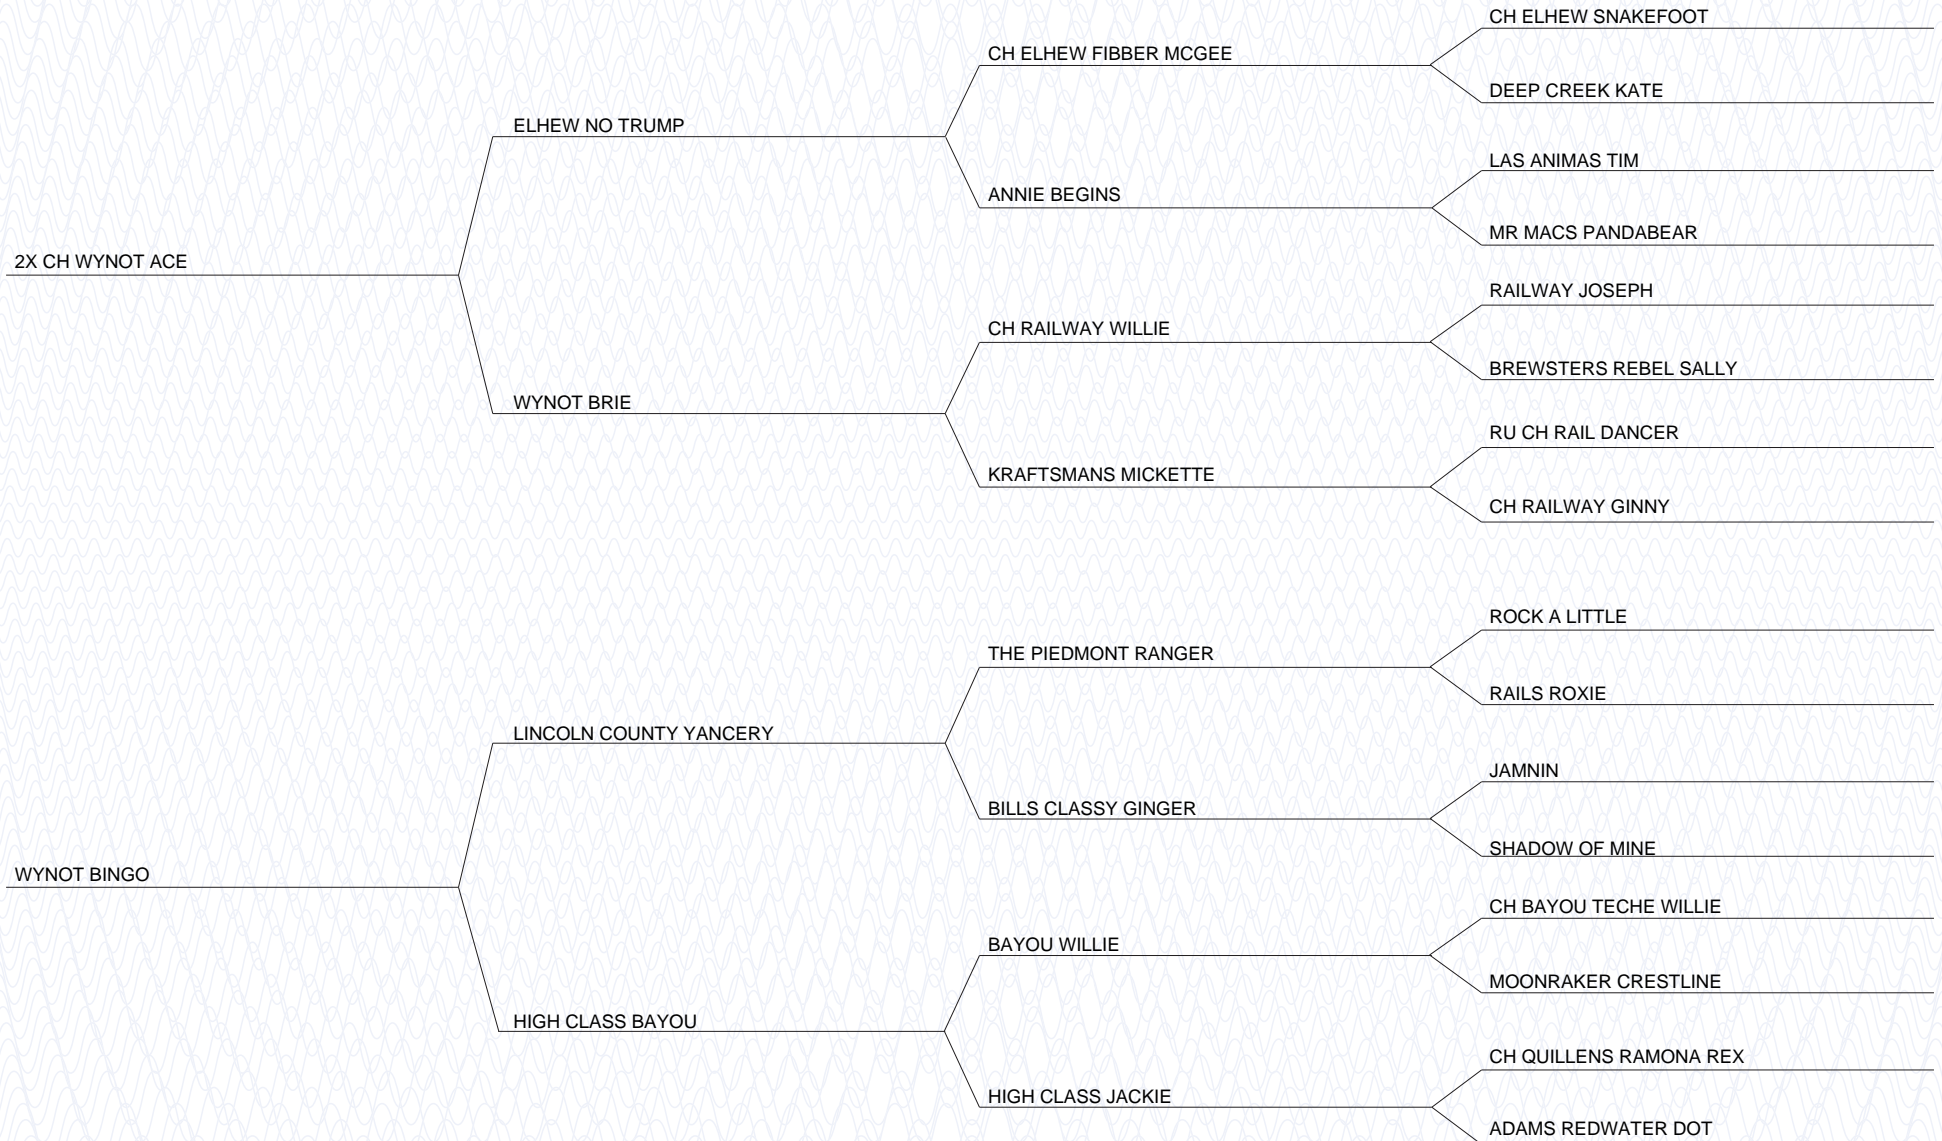 CH ELHEW SNAKEFOOT
CH ELHEW FIBBER MCGEE
DEEP CREEK KATE
ELHEW NO TRUMP
LAS ANIMAS TIM
ANNIE BEGINS
MR MACS PANDABEAR
2X CH WYNOT ACE
RAILWAY JOSEPH
CH RAILWAY WILLIE
BREWSTERS REBEL SALLY
WYNOT BRIE
RU CH RAIL DANCER
KRAFTSMANS MICKETTE
CH RAILWAY GINNY
ROCK A LITTLE
THE PIEDMONT RANGER
RAILS ROXIE
LINCOLN COUNTY YANCERY
JAMNIN
BILLS CLASSY GINGER
SHADOW OF MINE
WYNOT BINGO
CH BAYOU TECHE WILLIE
BAYOU WILLIE
MOONRAKER CRESTLINE
HIGH CLASS BAYOU
CH QUILLENS RAMONA REX
HIGH CLASS JACKIE
ADAMS REDWATER DOT